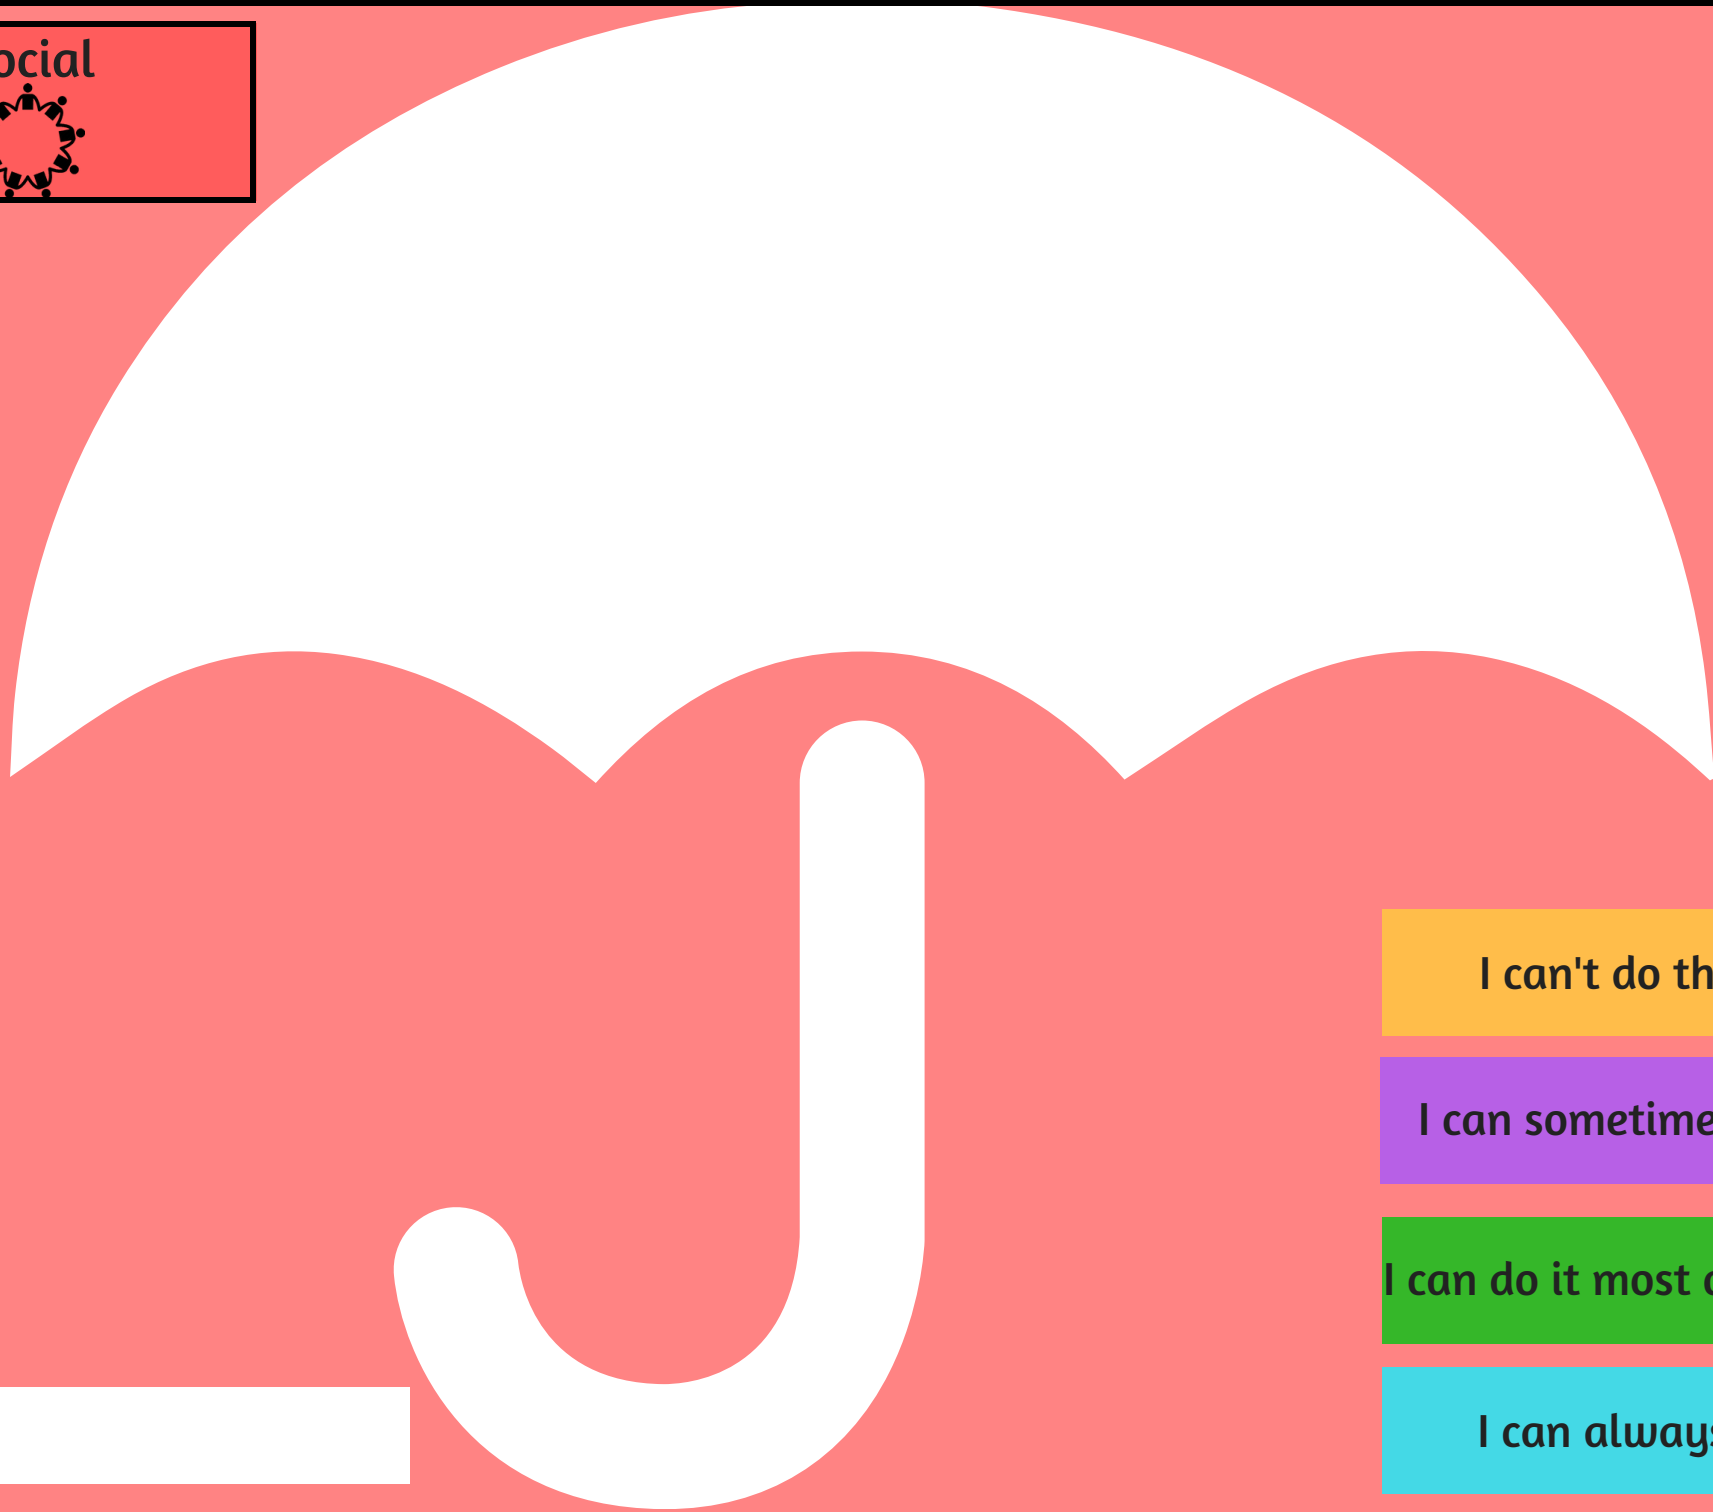 ocial
I can't do th
I can sometime
I can do it most
I can always